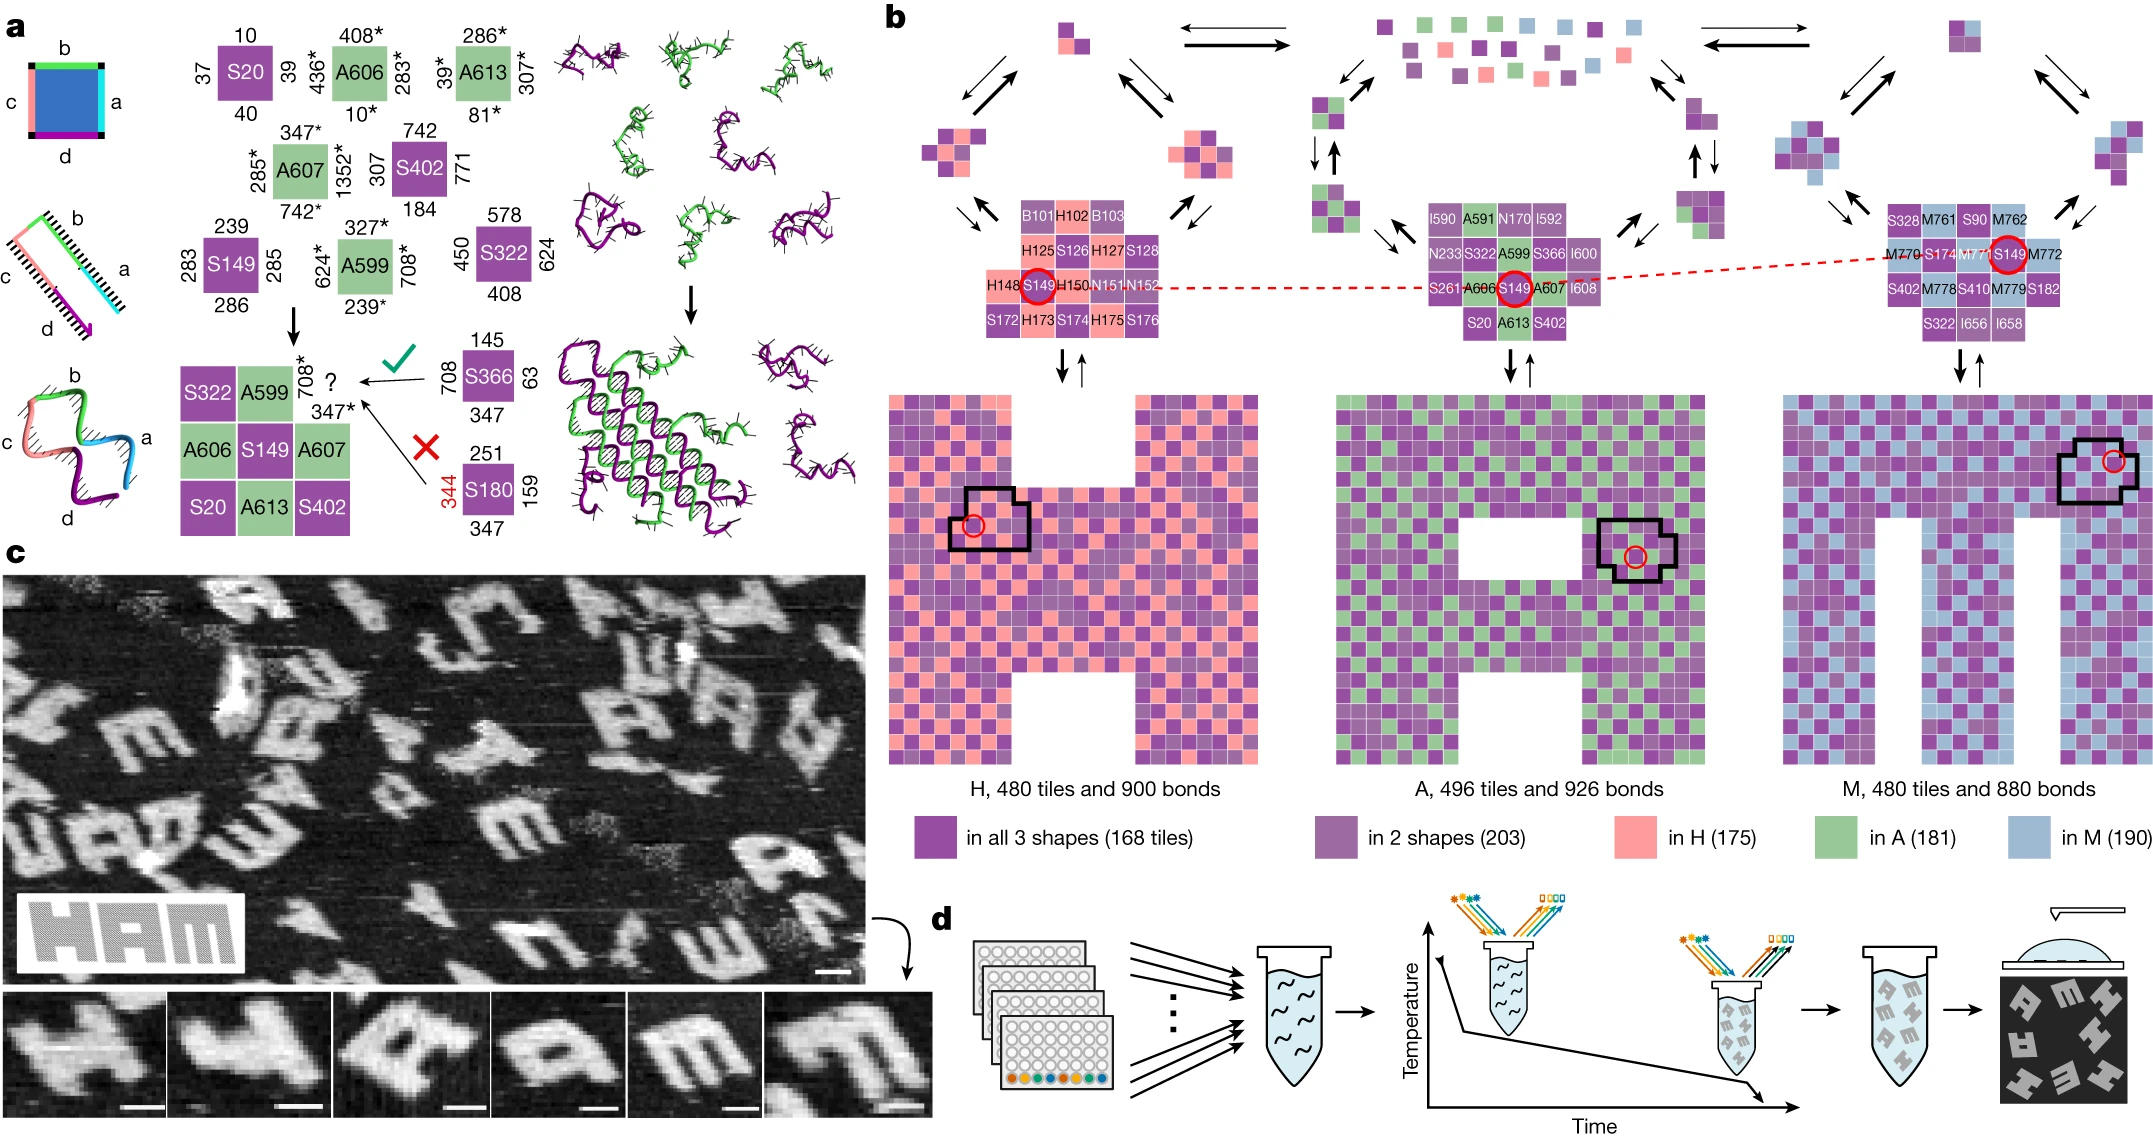 a
b
c
a
d
b
c
a
d
b
c
a
d
10
37 S20 39
40
408*
436* A606 283*
10*
286*
39* A613 307*
81*
347*
285* A607 1352*
742*
742
307 S402 771
184
239
283 S149 285
286
327*
624* A599 708*
239*
578
450 S322 624
408
S322 A599 708* ?
347*
A606 S149 A607
S20 A613 S402
145
708 S366 63
347
251
344 S180 159
347
b
B101 H102 B103
H125 S126 H127 S128
H148 S149 H150 N151 N152
S172 H173 S174 H175 S176
I590 A591 N170 I592
N233 S322 A599 S366 I600
S261 A606 S149 A607 I608
S20 A613 S402
S328 M761 S90 M762
M770 S174 M771 S149 M772
S402 M778 S410 M779 S182
S322 I656 I658
H, 480 tiles and 900 bonds
A, 496 tiles and 926 bonds
M, 480 tiles and 880 bonds
in all 3 shapes (168 tiles)
in 2 shapes (203)
in H (175)
in A (181)
in M (190)
c
HAM
d
Temperature
Time